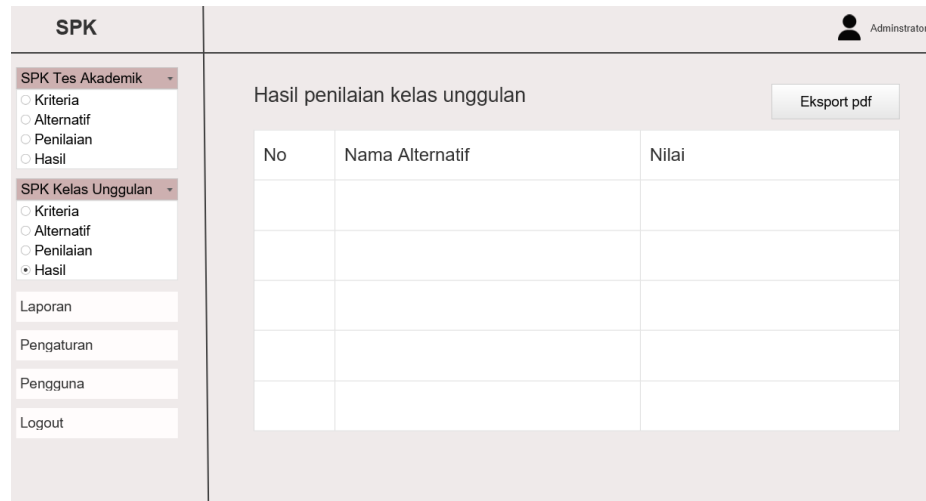 SPK
Adminstrator
SPK Tes Akademik
Kriteria
Alternatif
Penilaian
Hasil
SPK Kelas Unggulan
Kriteria
Alternatif
Penilaian
Hasil
Laporan
Pengaturan
Pengguna
Logout
Hasil penilaian kelas unggulan
Eksport pdf
No Nama Alternatif Nilai